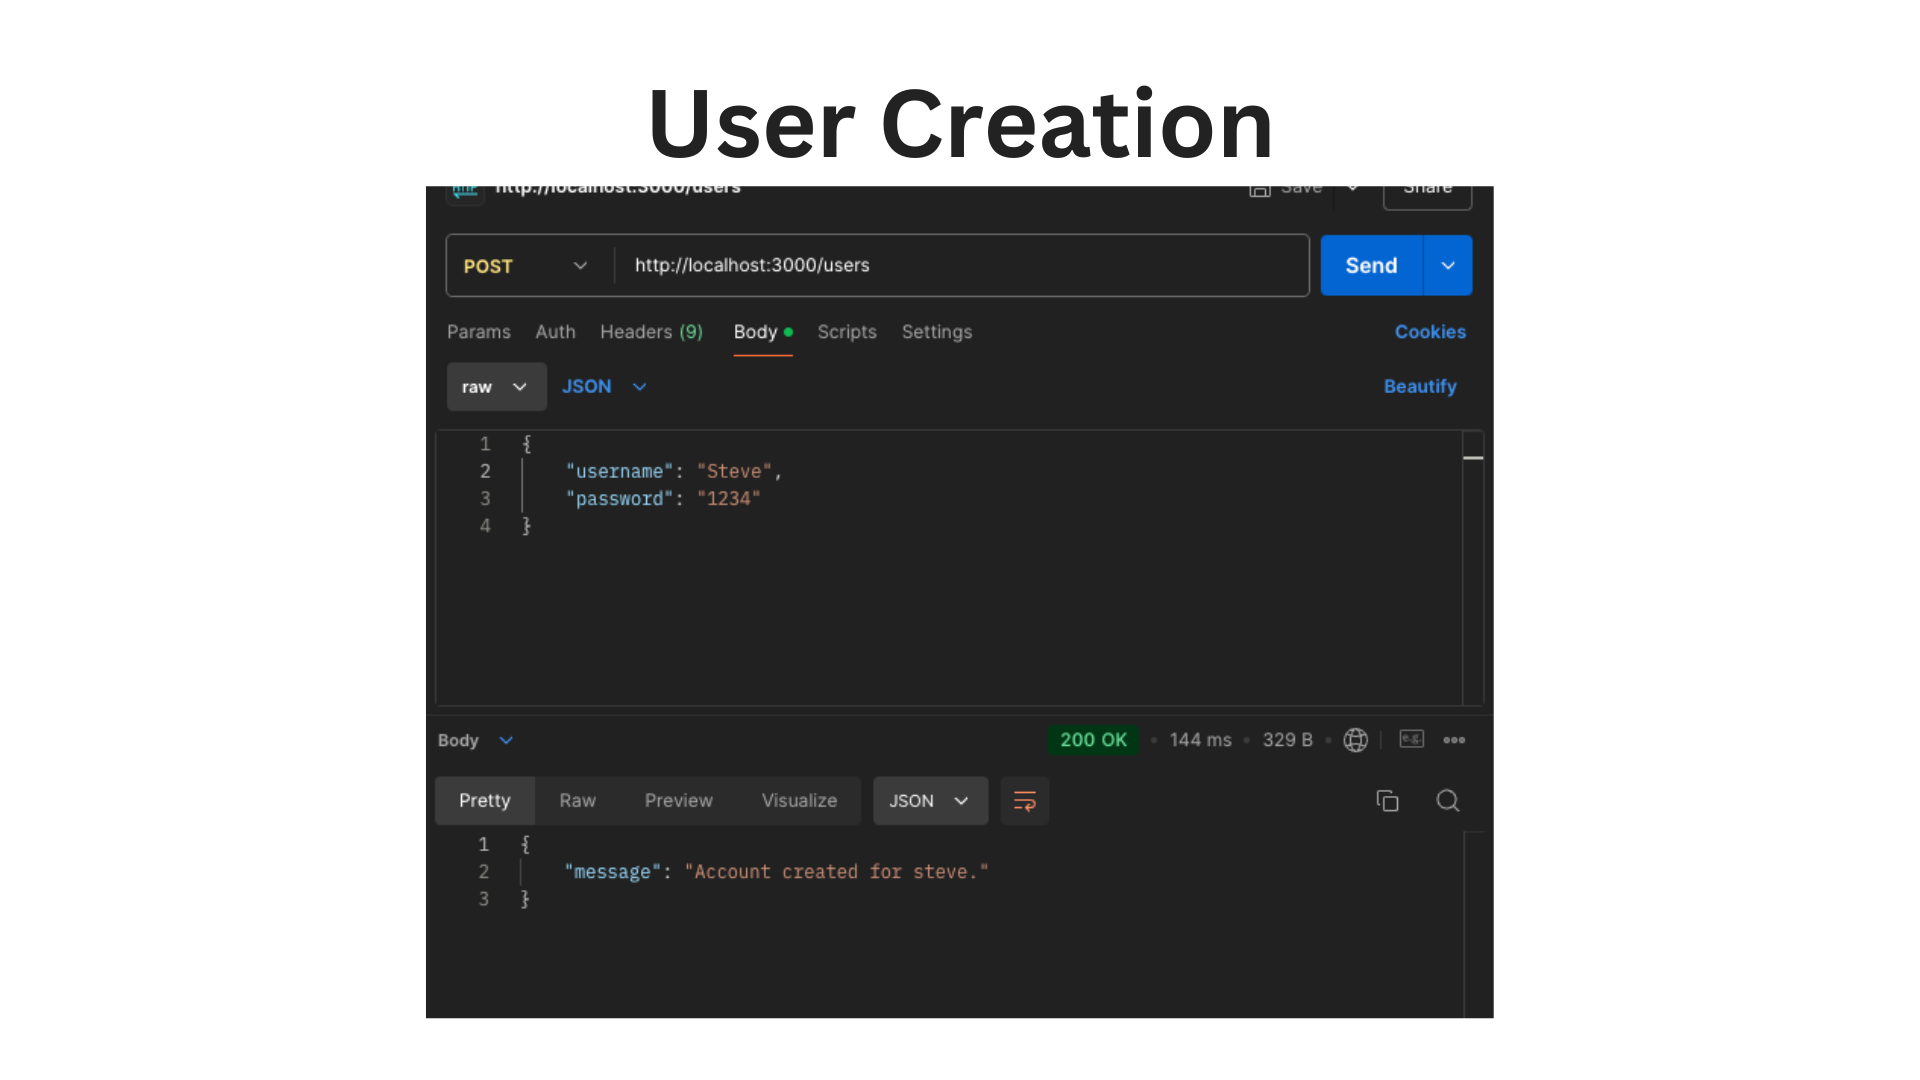 User Creation
HTTP http://localhost:3000/users Save Share
POST http://localhost:3000/users Send
Params Auth Headers (9) Body Scripts Settings Cookies
raw JSON Beautify
1 {
2 "username": "Steve",
3 "password": "1234"
4 }
Body 200 OK • 144 ms • 329 B • e.g. •••
Pretty Raw Preview Visualize JSON
1 {
2 "message": "Account created for steve."
3 }